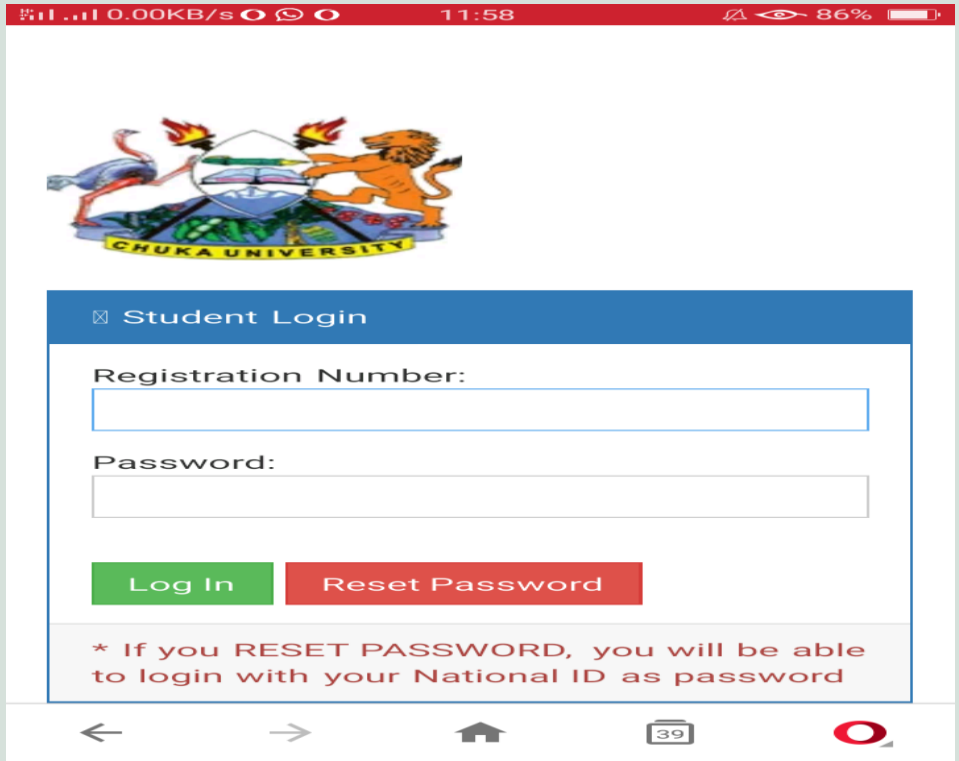 0.00KB/s 11:58 86%
CHUKA UNIVERSITY
Student Login
Registration Number:
Password:
Log In Reset Password
* If you RESET PASSWORD, you will be able
to login with your National ID as password
39